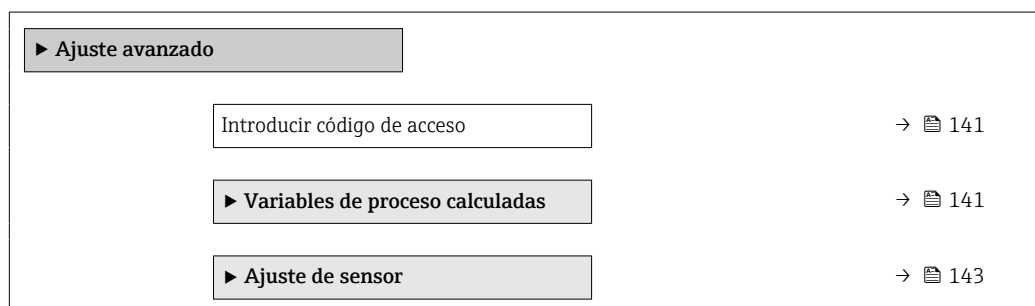 ▶ Ajuste avanzado
Introducir código de acceso → 🖹 141
▶ Variables de proceso calculadas → 🖹 141
▶ Ajuste de sensor → 🖹 143